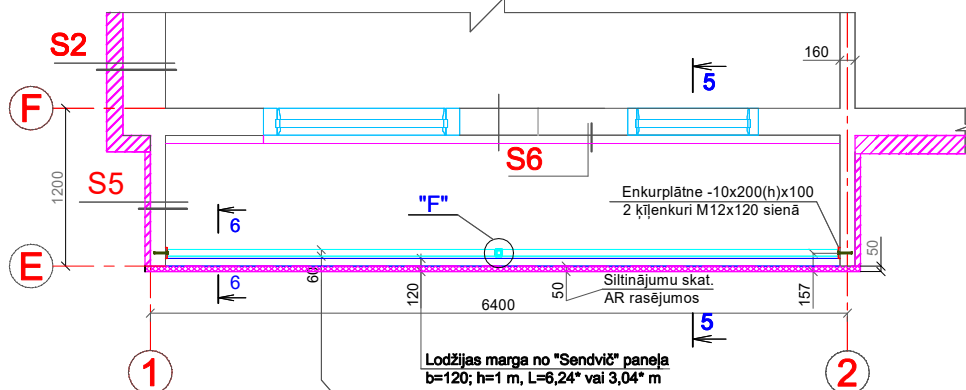 S2
160
5
F
S6
1200
S5
"F"
Enkurplātne -10x200(h)x100
2 ķīļenkuri M12x120 sienā
6
E
50
60
6
120
50
Siltinājumu skat.
AR rasējumos
157
6400
5
1
Lodžijas marga no "Sendvič" paneļa
b=120; h=1 m, L=6,24* vai 3,04* m
2